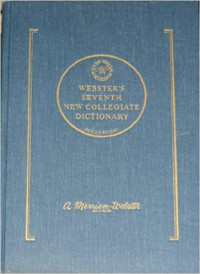 WEBSTER'S
SEVENTH
NEW COLLEGIATE
DICTIONARY
A Merriam-Webster